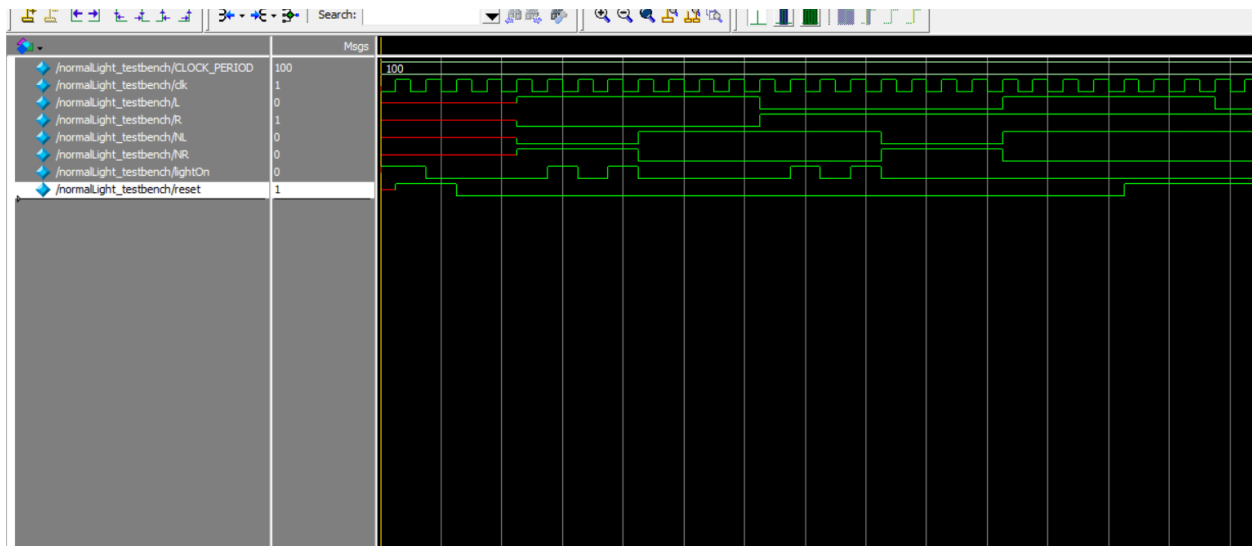 Search:
Msgs
/normalLight_testbench/CLOCK_PERIOD 100 100
/normalLight_testbench/clk 1
/normalLight_testbench/L 0
/normalLight_testbench/R 1
/normalLight_testbench/NL 0
/normalLight_testbench/NR 0
/normalLight_testbench/lightOn 0
/normalLight_testbench/reset 1